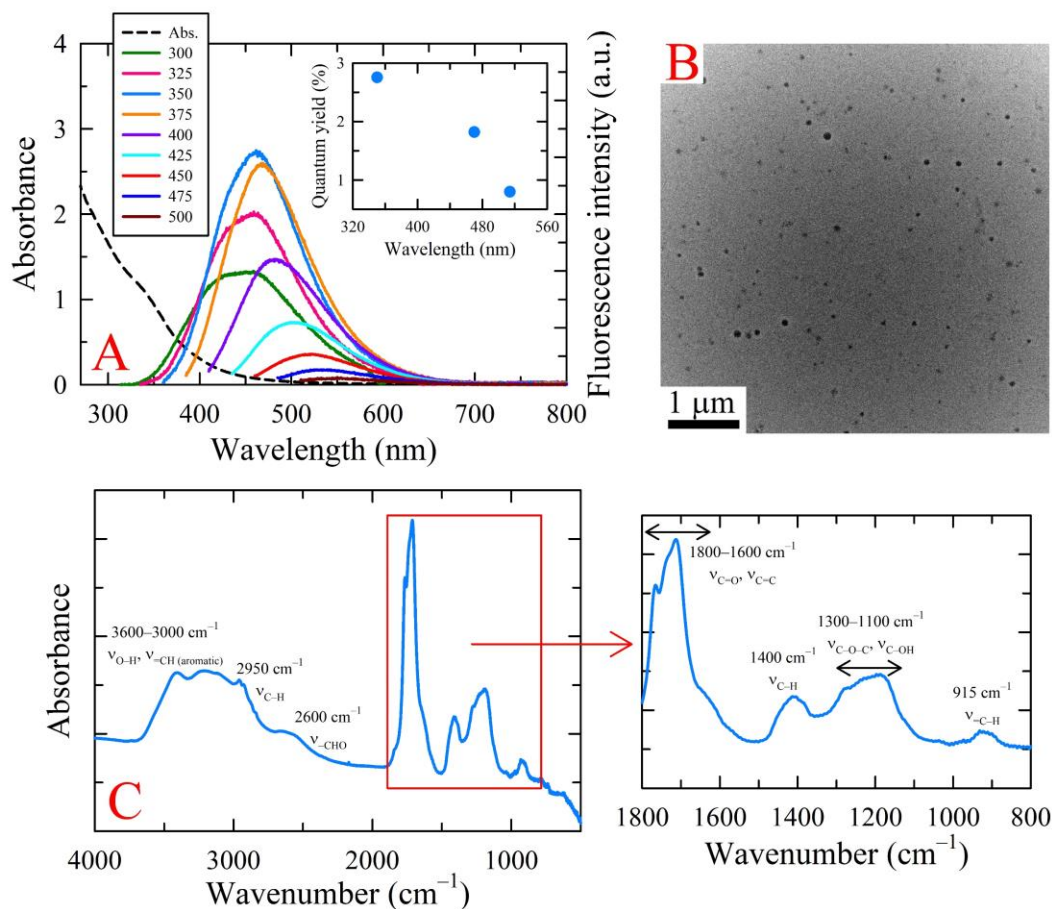 A
Absorbance
4
3
2
1
0
300 400 500 600 700 800
Wavelength (nm)
Fluorescence intensity (a.u.)
Abs.
300
325
350
375
400
425
450
475
500
Quantum yield (%)
3
2
1
320 400 480 560
Wavelength (nm)
B
1 μm
C
Absorbance
3600–3000 cm⁻¹
νO–H, ν=CH (aromatic)
2950 cm⁻¹
νC–H
2600 cm⁻¹
ν–CHO
4000 3000 2000 1000
Wavenumber (cm⁻¹)
1800–1600 cm⁻¹
νC=O, νC=C
1400 cm⁻¹
νC–H
1300–1100 cm⁻¹
νC–O–C, νC–OH
915 cm⁻¹
ν=C–H
1800 1600 1400 1200 1000 800
Wavenumber (cm⁻¹)